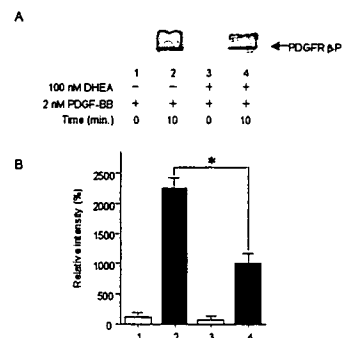 A
PDGFR β-P
1 2 3 4
100 nM DHEA - - + +
2 nM PDGF-BB + + + +
Time (min.) 0 10 0 10
B
*
Relative intensity (%)
2500
2000
1500
1000
500
0
1 2 3 4